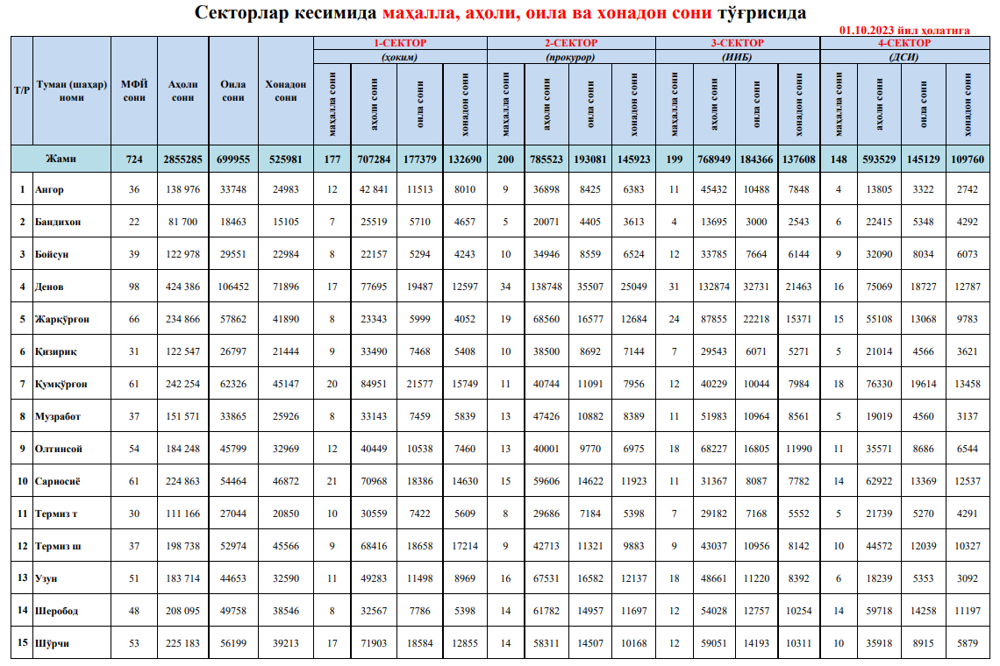 Секторлар кесимида маҳалла, аҳоли, оила ва хонадон сони тўғрисида
01.10.2023 йил ҳолатига
Т/Р Туман (шаҳар) номи МФЙ сони Аҳоли сони Оила сони Хонадон сони 1-СЕКТОР 2-СЕКТОР 3-СЕКТОР 4-СЕКТОР
(ҳоким) (прокурор) (ИИБ) (ДСИ)
маҳалла сони аҳоли сони оила сони хонадон сони маҳалла сони аҳоли сони оила сони хонадон сони маҳалла сони аҳоли сони оила сони хонадон сони маҳалла сони аҳоли сони оила сони хонадон сони
Жами 724 2855285 699955 525981 177 707284 177379 132690 200 785523 193081 145923 199 768949 184366 137608 148 593529 145129 109760
1 Ангор 36 138 976 33748 24983 12 42 841 11513 8010 9 36898 8425 6383 11 45432 10488 7848 4 13805 3322 2742
2 Бандихон 22 81 700 18463 15105 7 25519 5710 4657 5 20071 4405 3613 4 13695 3000 2543 6 22415 5348 4292
3 Бойсун 39 122 978 29551 22984 8 22157 5294 4243 10 34946 8559 6524 12 33785 7664 6144 9 32090 8034 6073
4 Денов 98 424 386 106452 71896 17 77695 19487 12597 34 138748 35507 25049 31 132874 32731 21463 16 75069 18727 12787
5 Жарқўрғон 66 234 866 57862 41890 8 23343 5999 4052 19 68560 16577 12684 24 87855 22218 15371 15 55108 13068 9783
6 Қизириқ 31 122 547 26797 21444 9 33490 7468 5408 10 38500 8692 7144 7 29543 6071 5271 5 21014 4566 3621
7 Қумқўрғон 61 242 254 62326 45147 20 84951 21577 15749 11 40744 11091 7956 12 40229 10044 7984 18 76330 19614 13458
8 Музработ 37 151 571 33865 25926 8 33143 7459 5839 13 47426 10882 8389 11 51983 10964 8561 5 19019 4560 3137
9 Олтинсой 54 184 248 45799 32969 12 40449 10538 7460 13 40001 9770 6975 18 68227 16805 11990 11 35571 8686 6544
10 Сариосиё 61 224 863 54464 46872 21 70968 18386 14630 15 59606 14622 11923 11 31367 8087 7782 14 62922 13369 12537
11 Термиз т 30 111 166 27044 20850 10 30559 7422 5609 8 29686 7184 5398 7 29182 7168 5552 5 21739 5270 4291
12 Термиз ш 37 198 738 52974 45566 9 68416 18658 17214 9 42713 11321 9883 9 43037 10956 8142 10 44572 12039 10327
13 Узун 51 183 714 44653 32590 11 49283 11498 8969 16 67531 16582 12137 18 48661 11220 8392 6 18239 5353 3092
14 Шеробод 48 208 095 49758 38546 8 32567 7786 5398 14 61782 14957 11697 12 54028 12757 10254 14 59718 14258 11197
15 Шўрчи 53 225 183 56199 39213 17 71903 18584 12855 14 58311 14507 10168 12 59051 14193 10311 10 35918 8915 5879